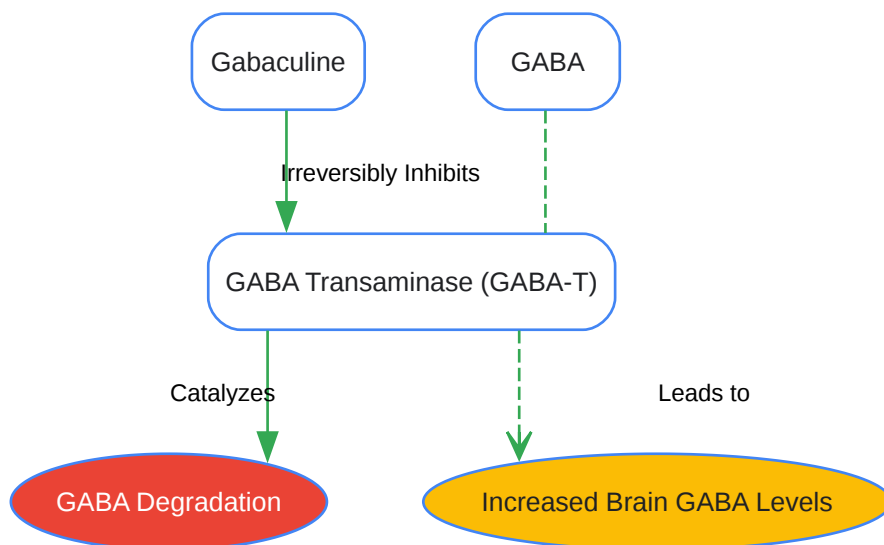 Gabaculine
GABA
Irreversibly Inhibits
GABA Transaminase (GABA-T)
Catalyzes
Leads to
GABA Degradation
Increased Brain GABA Levels